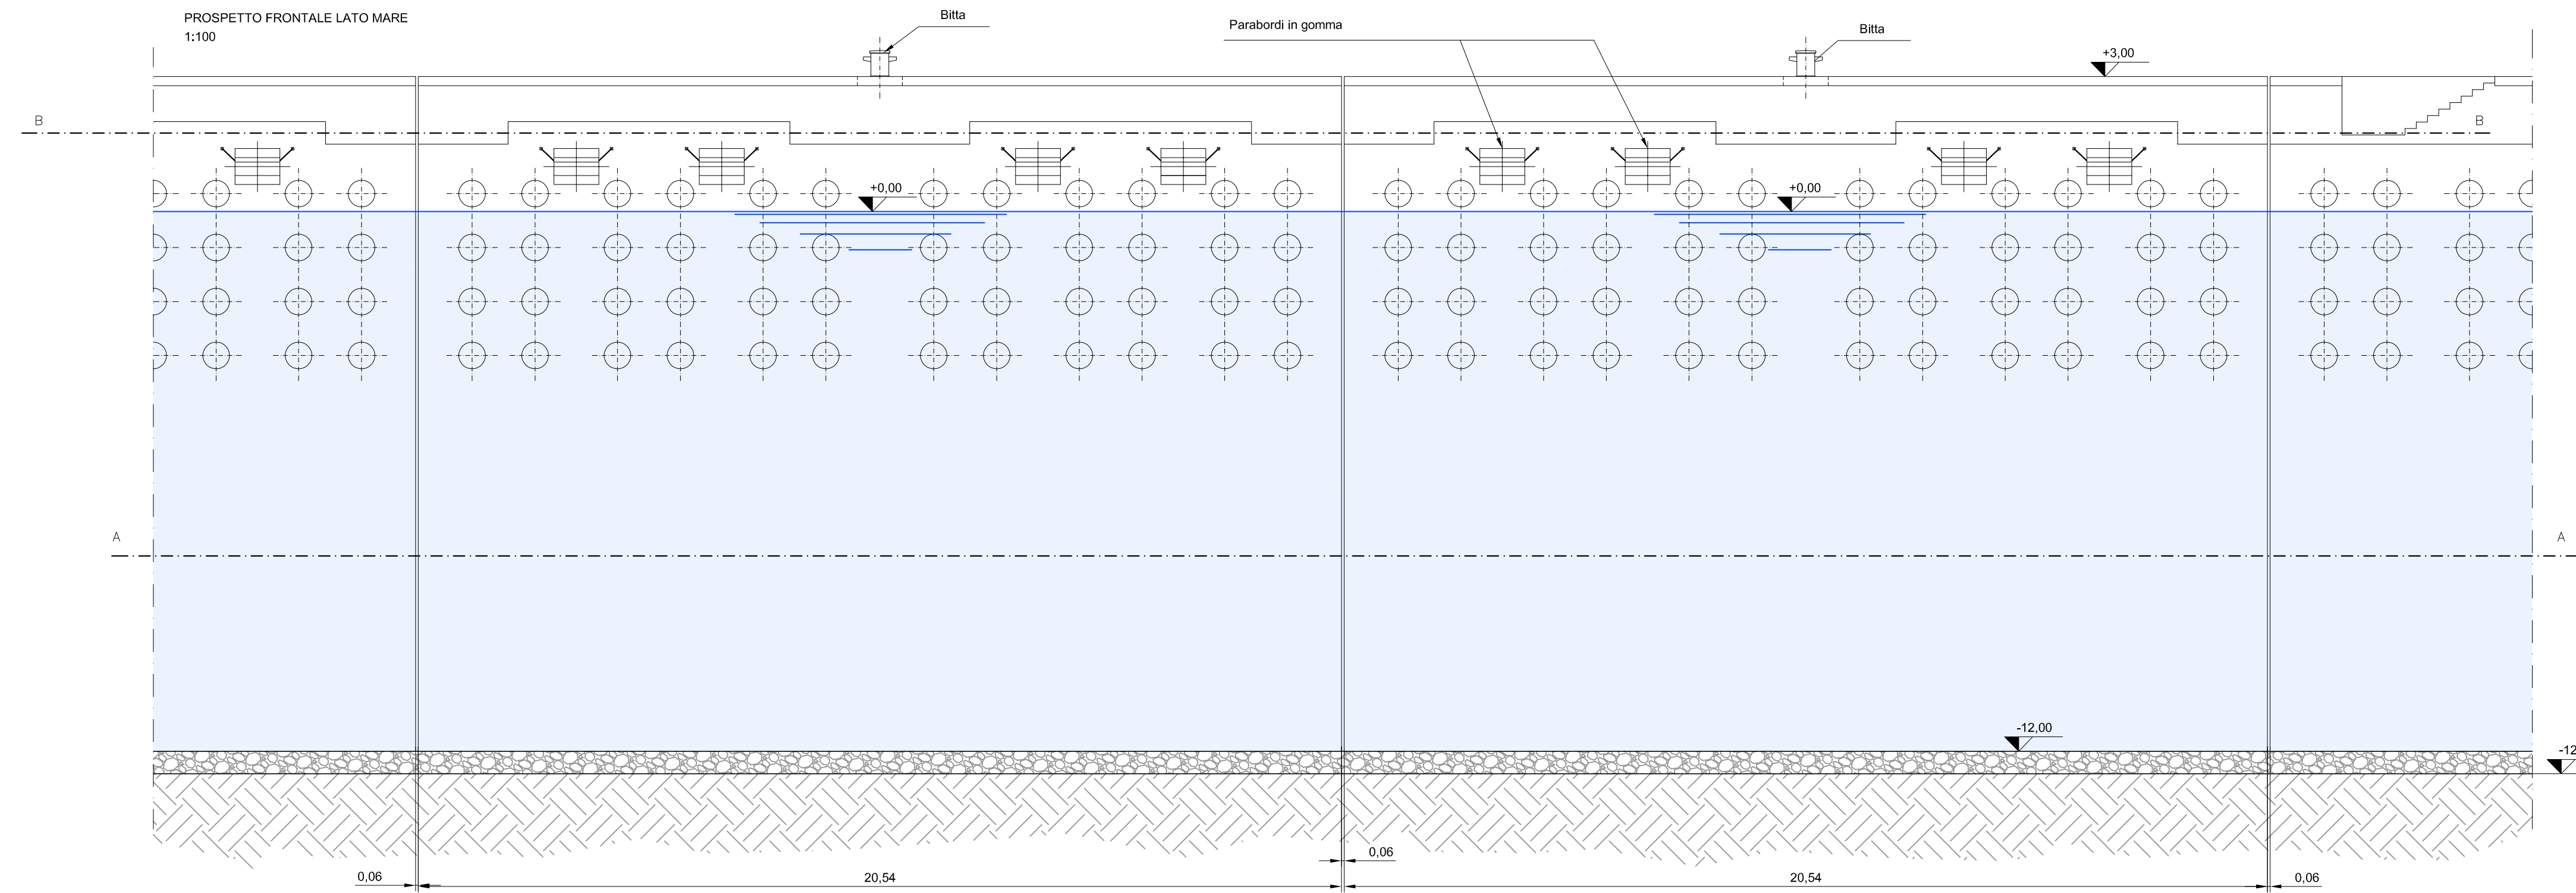 PROSPETTO FRONTALE LATO MARE
1:100
Bitta
Parabordi in gomma
Bitta
+3,00
B
B
+0,00
+0,00
A
A
-12,00
-12
0,06
20,54
0,06
20,54
0,06